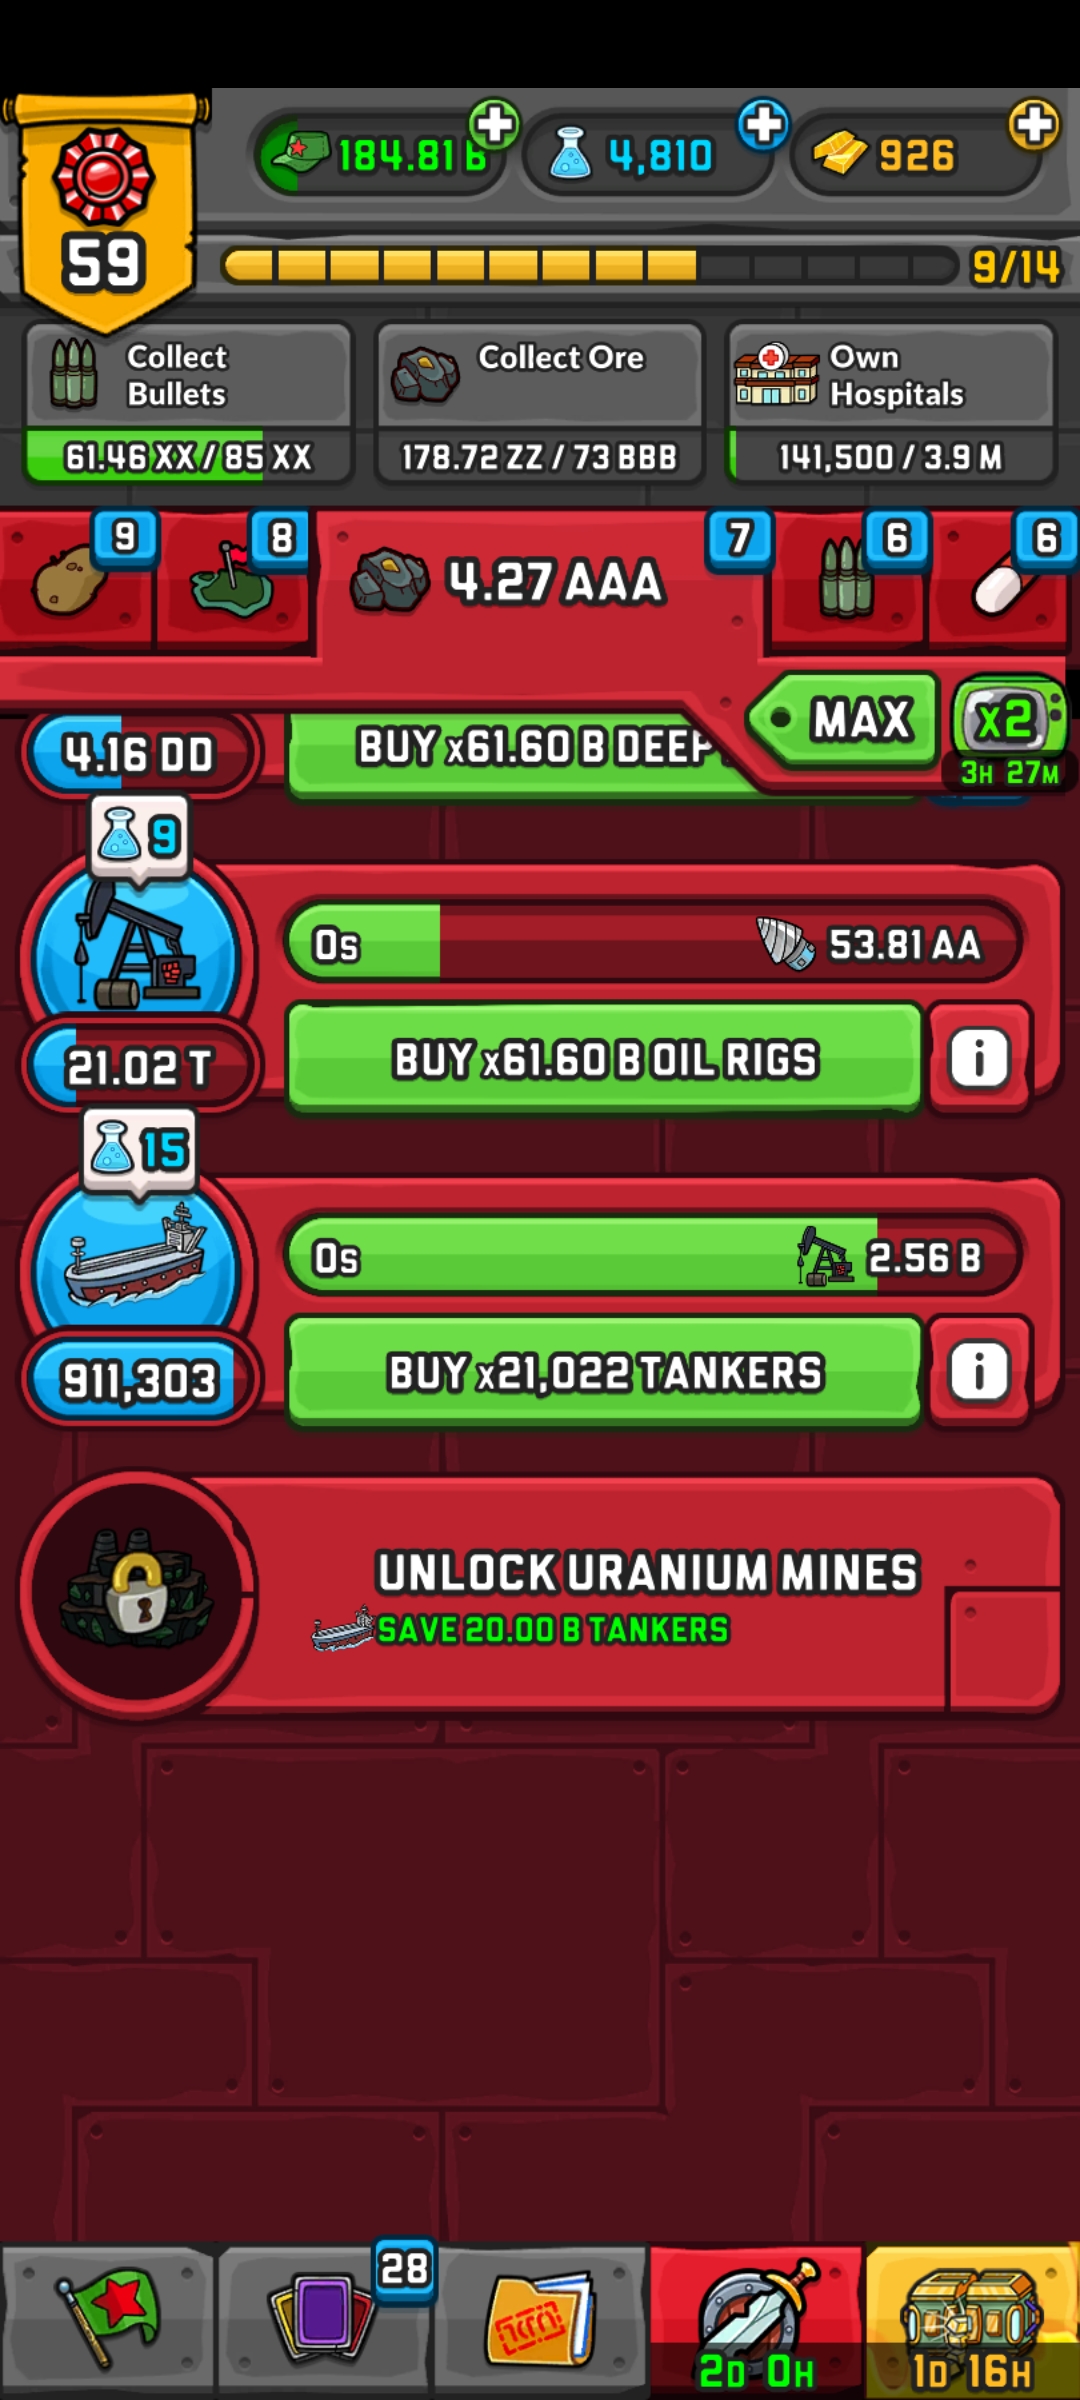 184.81 B
4,810
926
59
9/14
Collect
Bullets
61.46 XX / 85 XX
Collect Ore
178.72 ZZ / 73 BBB
Own
Hospitals
141,500 / 3.9 M
9
8
4.27 AAA
7
6
6
MAX
x2
3H 27M
4.16 DD
BUY x61.60 B DEEP
9
0s
53.81 AA
21.02 T
BUY x61.60 B OIL RIGS
i
15
0s
2.56 B
911,303
BUY x21,022 TANKERS
i
UNLOCK URANIUM MINES
SAVE 20.00 B TANKERS
28
2D 0H
1D 16H